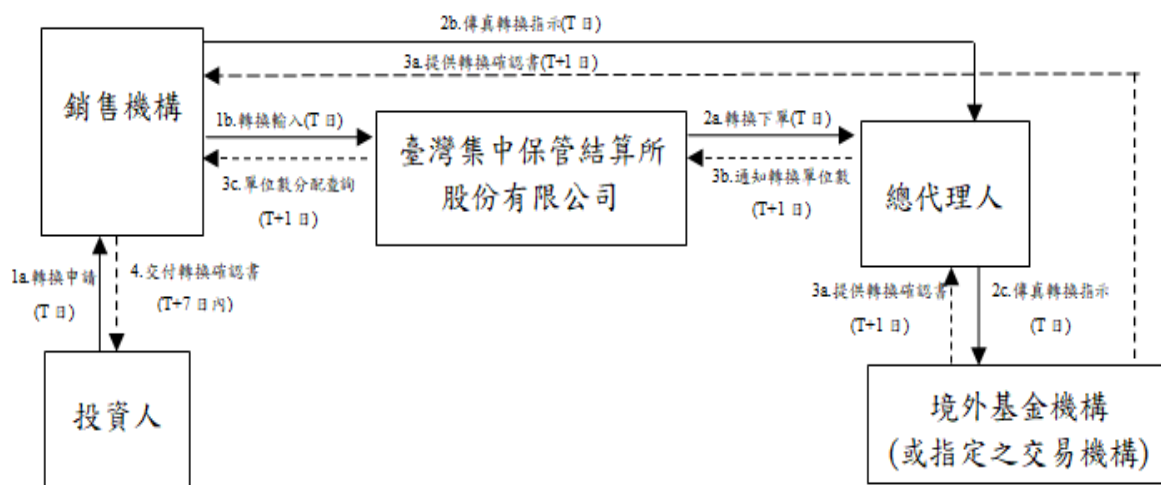 2b.傳真轉換指示(T 日)
3a.提供轉換確認書(T+1 日)
銷售機構
1b.轉換輸入(T 日)
2a.轉換下單(T 日)
臺灣集中保管結算所
股份有限公司
3c.單位數分配查詢
(T+1 日)
3b.通知轉換單位數
(T+1 日)
總代理人
1a.轉換申請
(T 日)
4.交付轉換確認書
(T+7 日內)
3a.提供轉換確認書
(T+1 日)
2c.傳真轉換指示
(T 日)
投資人
境外基金機構
(或指定之交易機構)